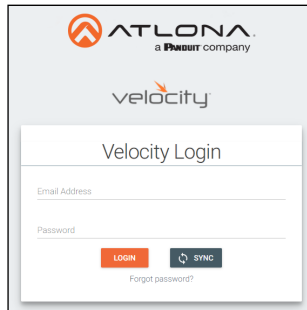 ATLONA.
a PANDUIT company
velocity
Velocity Login
Email Address
Password
LOGIN
SYNC
Forgot password?